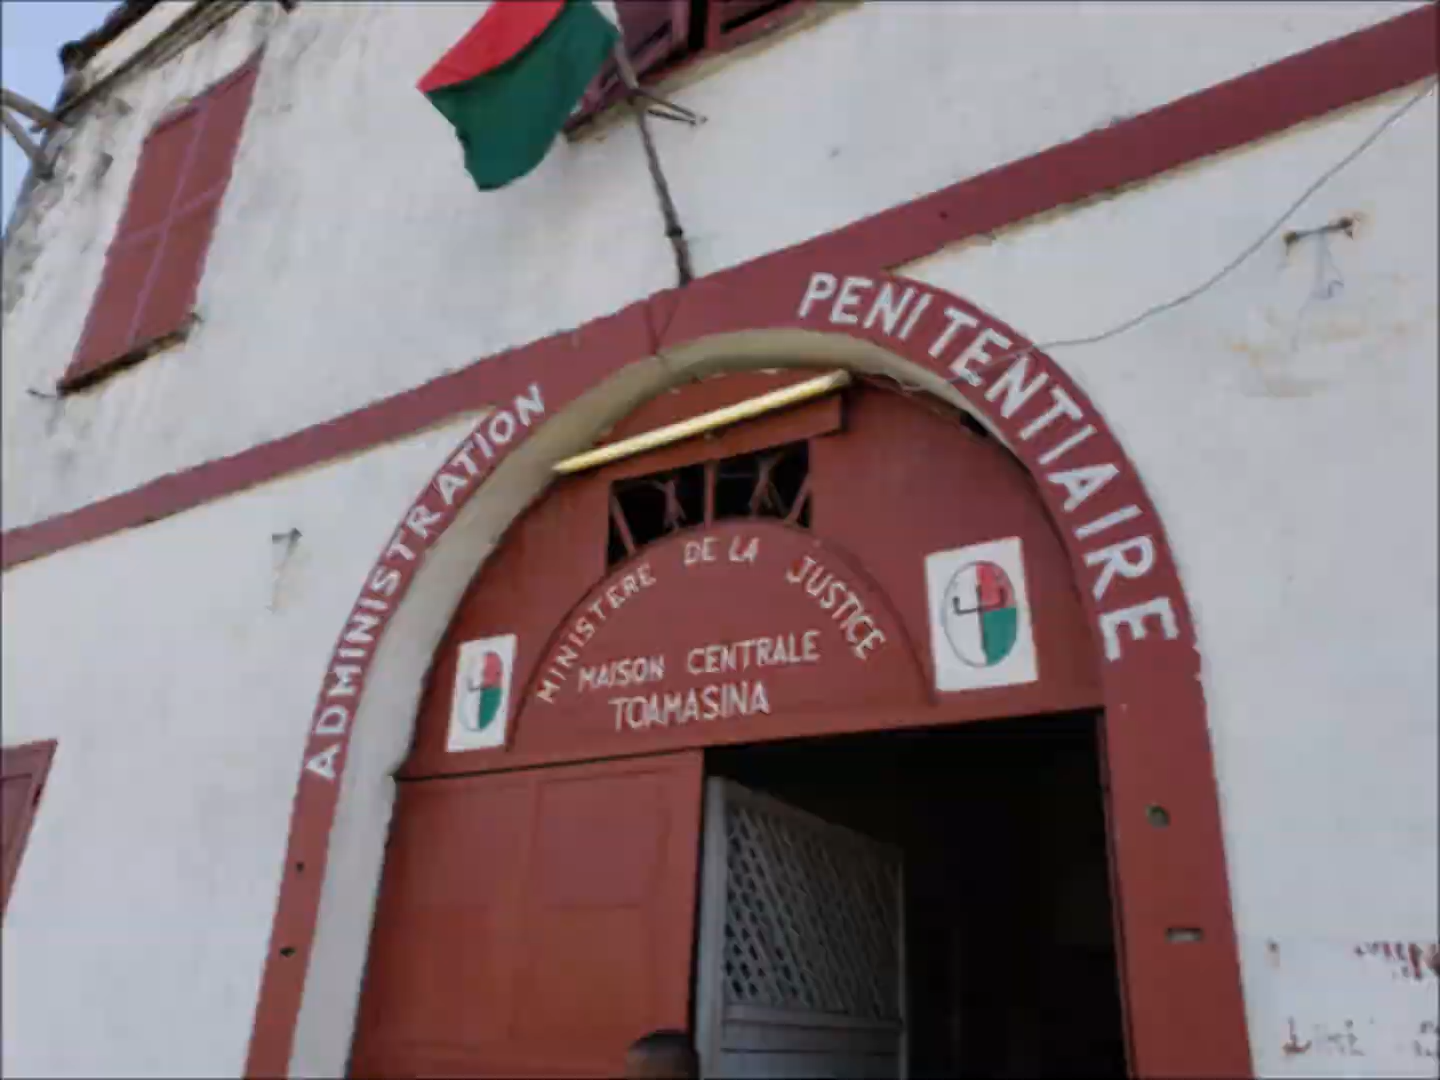 ADMINISTRATION PENITENTIAIRE
MINISTERE DE LA JUSTICE
MAISON CENTRALE
TOAMASINA